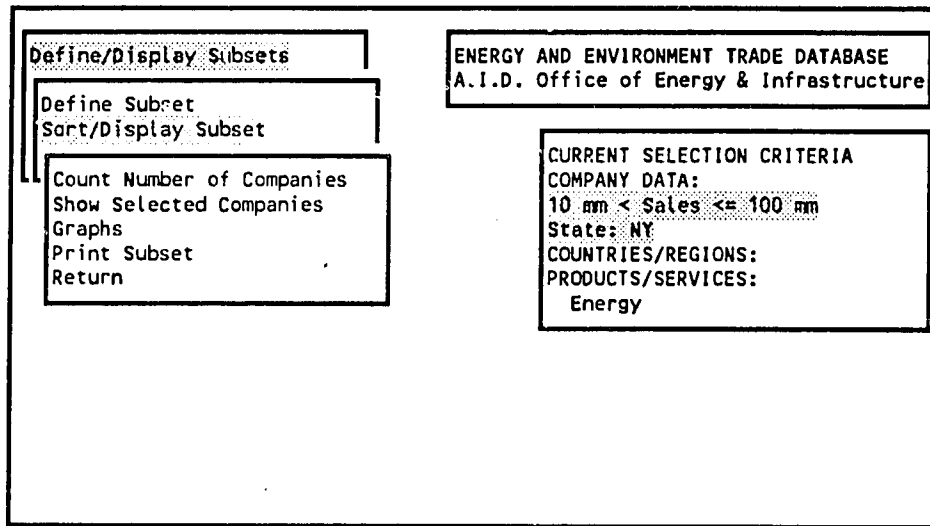 Define/Display Subsets
Define Subset
Sort/Display Subset
Count Number of Companies
Show Selected Companies
Graphs
Print Subset
Return
ENERGY AND ENVIRONMENT TRADE DATABASE
A.I.D. Office of Energy & Infrastructure
CURRENT SELECTION CRITERIA
COMPANY DATA:
10 mm < Sales <= 100 mm
State: NY
COUNTRIES/REGIONS:
PRODUCTS/SERVICES:
Energy